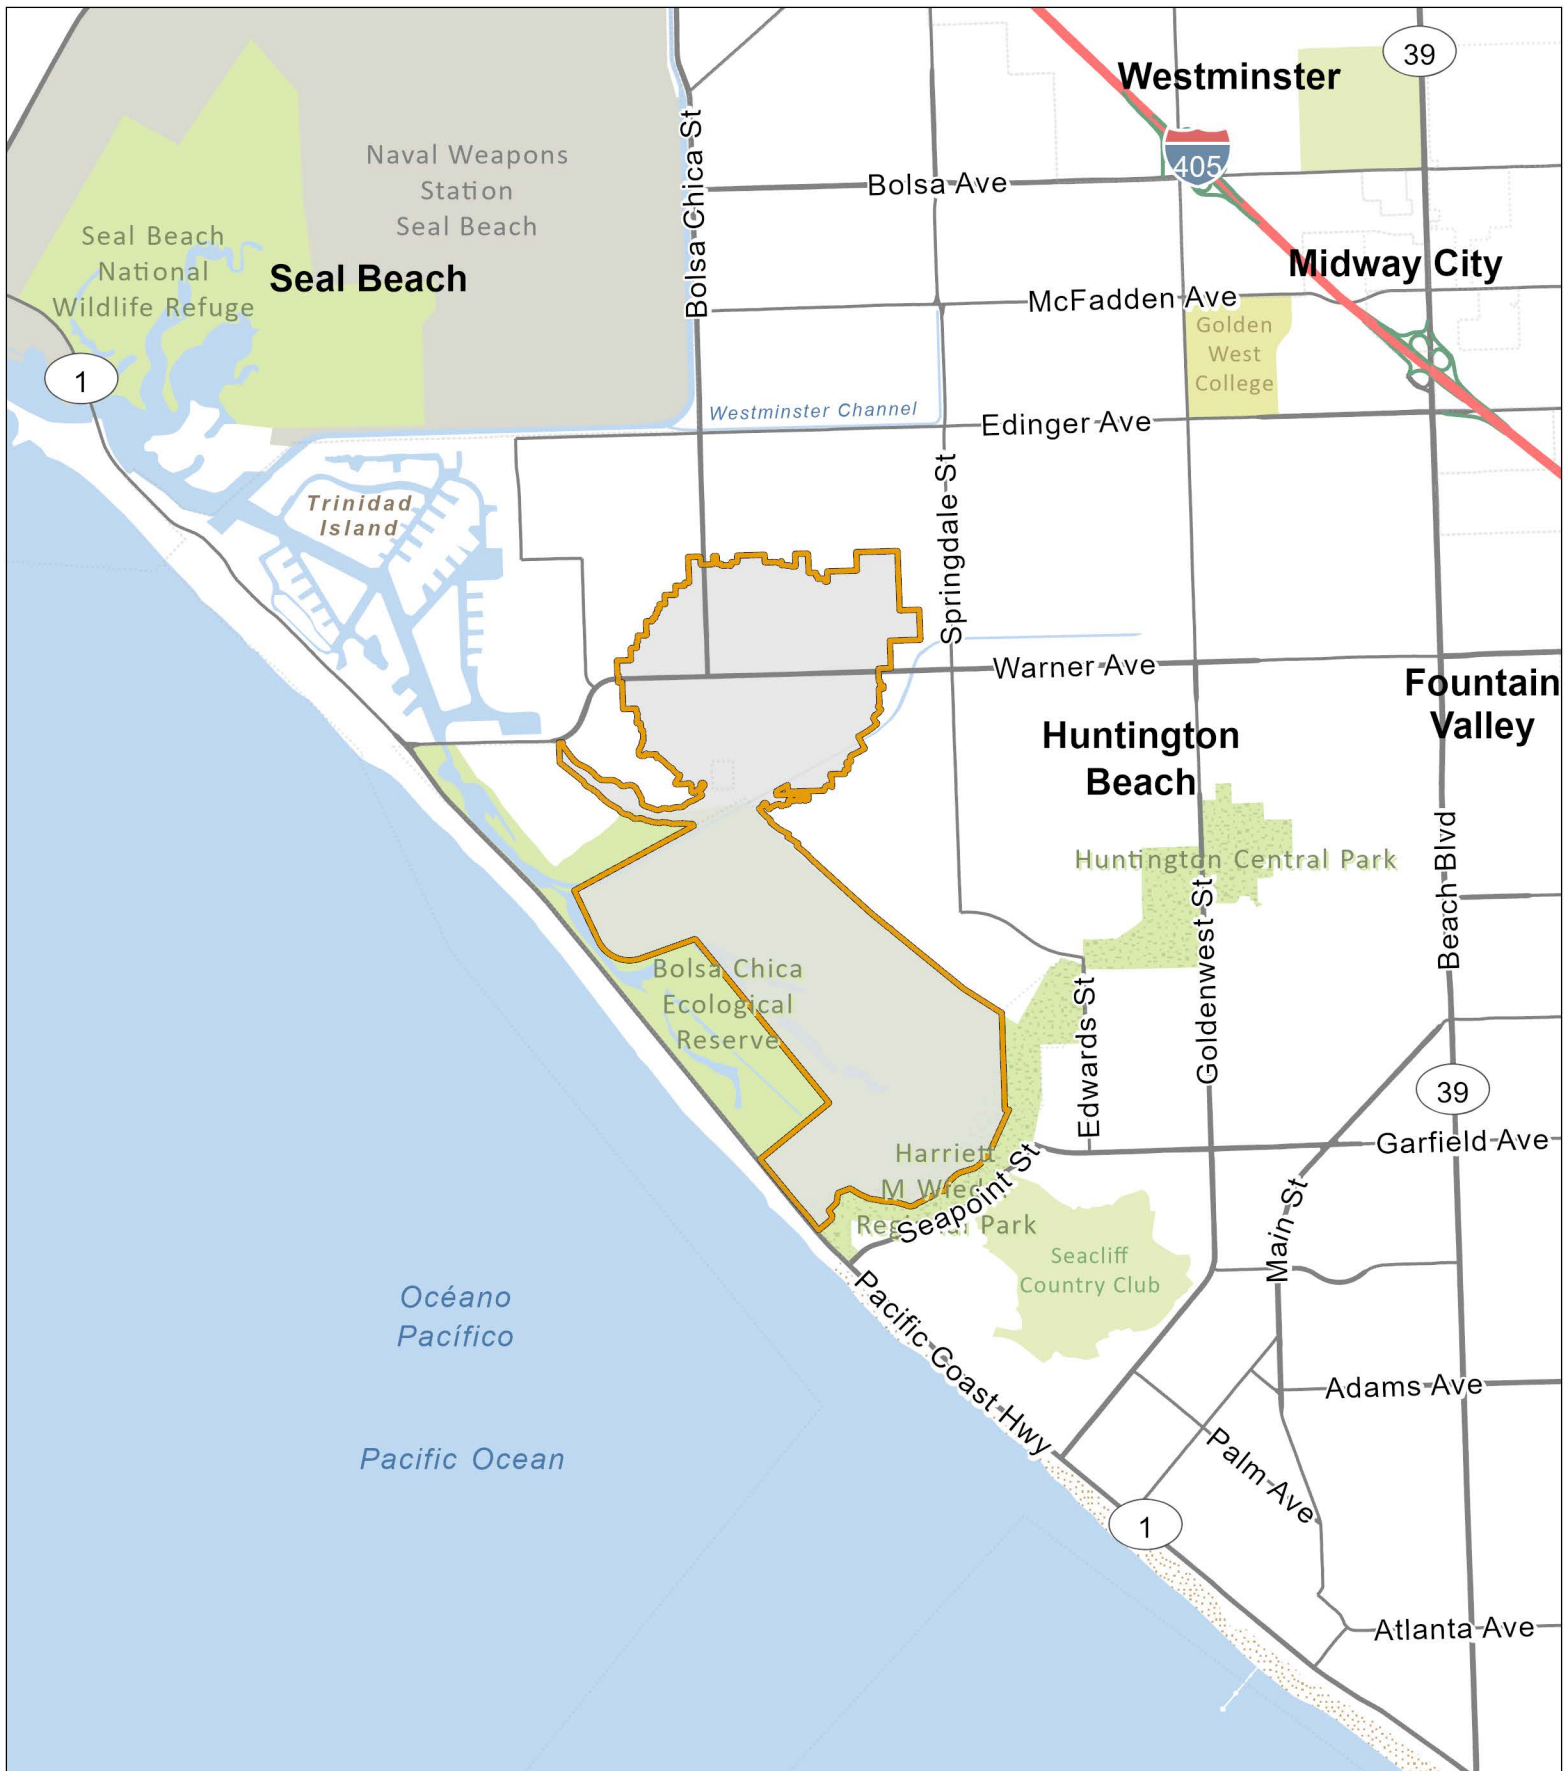 39
Westminster
Bolsa Chica St
Naval Weapons
Station
Seal Beach
405
Bolsa Ave
Seal Beach
National
Wildlife Refuge
Seal Beach
Midway City
McFadden Ave
Golden
West
College
1
Westminster Channel
Edinger Ave
Trinidad
Island
Springdale St
Warner Ave
Fountain
Valley
Huntington
Beach
Huntington Central Park
Beach Blvd
Goldenwest St
Bolsa Chica
Ecological
Reserve
Edwards St
39
Garfield Ave
Harriett
M Wied
Park
Seapoint St
Main St
Seacliff
Country Club
Océano
Pacífico
Pacific Coast Hwy
Adams Ave
Pacific Ocean
Palm Ave
1
Atlanta Ave